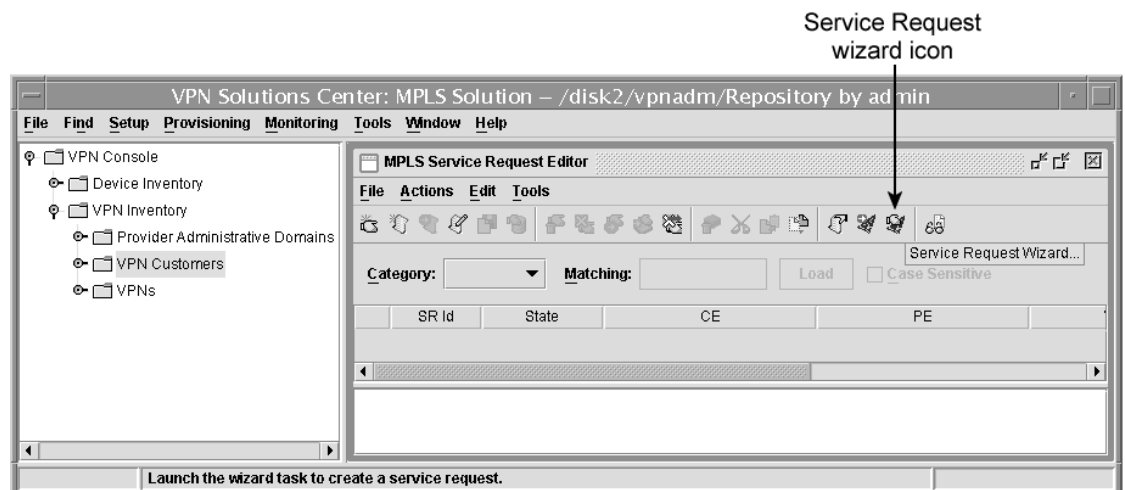 Service Request
wizard icon
VPN Solutions Center: MPLS Solution – /disk2/vpnadm/Repository by admin
File Find Setup Provisioning Monitoring Tools Window Help
VPN Console
Device Inventory
VPN Inventory
Provider Administrative Domains
VPN Customers
VPNs
MPLS Service Request Editor
File Actions Edit Tools
Service Request Wizard...
Category: Matching: Load Case Sensitive
SR Id State CE PE
Launch the wizard task to create a service request.